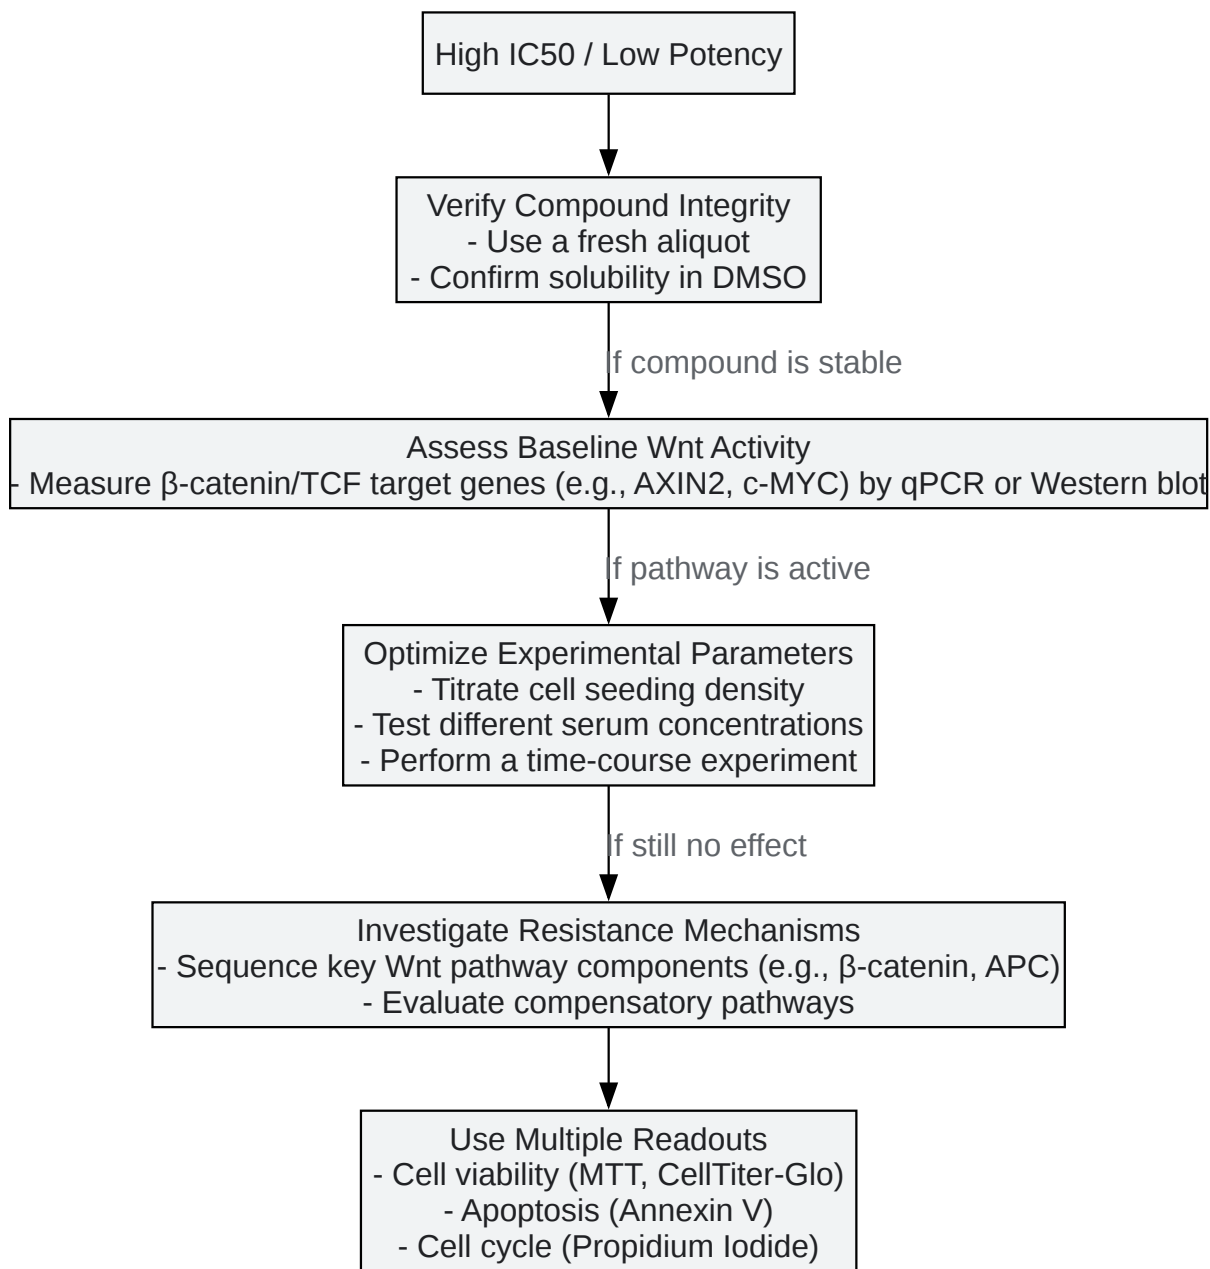 High IC50 / Low Potency
Verify Compound Integrity
- Use a fresh aliquot
- Confirm solubility in DMSO
If compound is stable
Assess Baseline Wnt Activity
- Measure β-catenin/TCF target genes (e.g., AXIN2, c-MYC) by qPCR or Western blot
If pathway is active
Optimize Experimental Parameters
- Titrate cell seeding density
- Test different serum concentrations
- Perform a time-course experiment
If still no effect
Investigate Resistance Mechanisms
- Sequence key Wnt pathway components (e.g., β-catenin, APC)
- Evaluate compensatory pathways
Use Multiple Readouts
- Cell viability (MTT, CellTiter-Glo)
- Apoptosis (Annexin V)
- Cell cycle (Propidium Iodide)